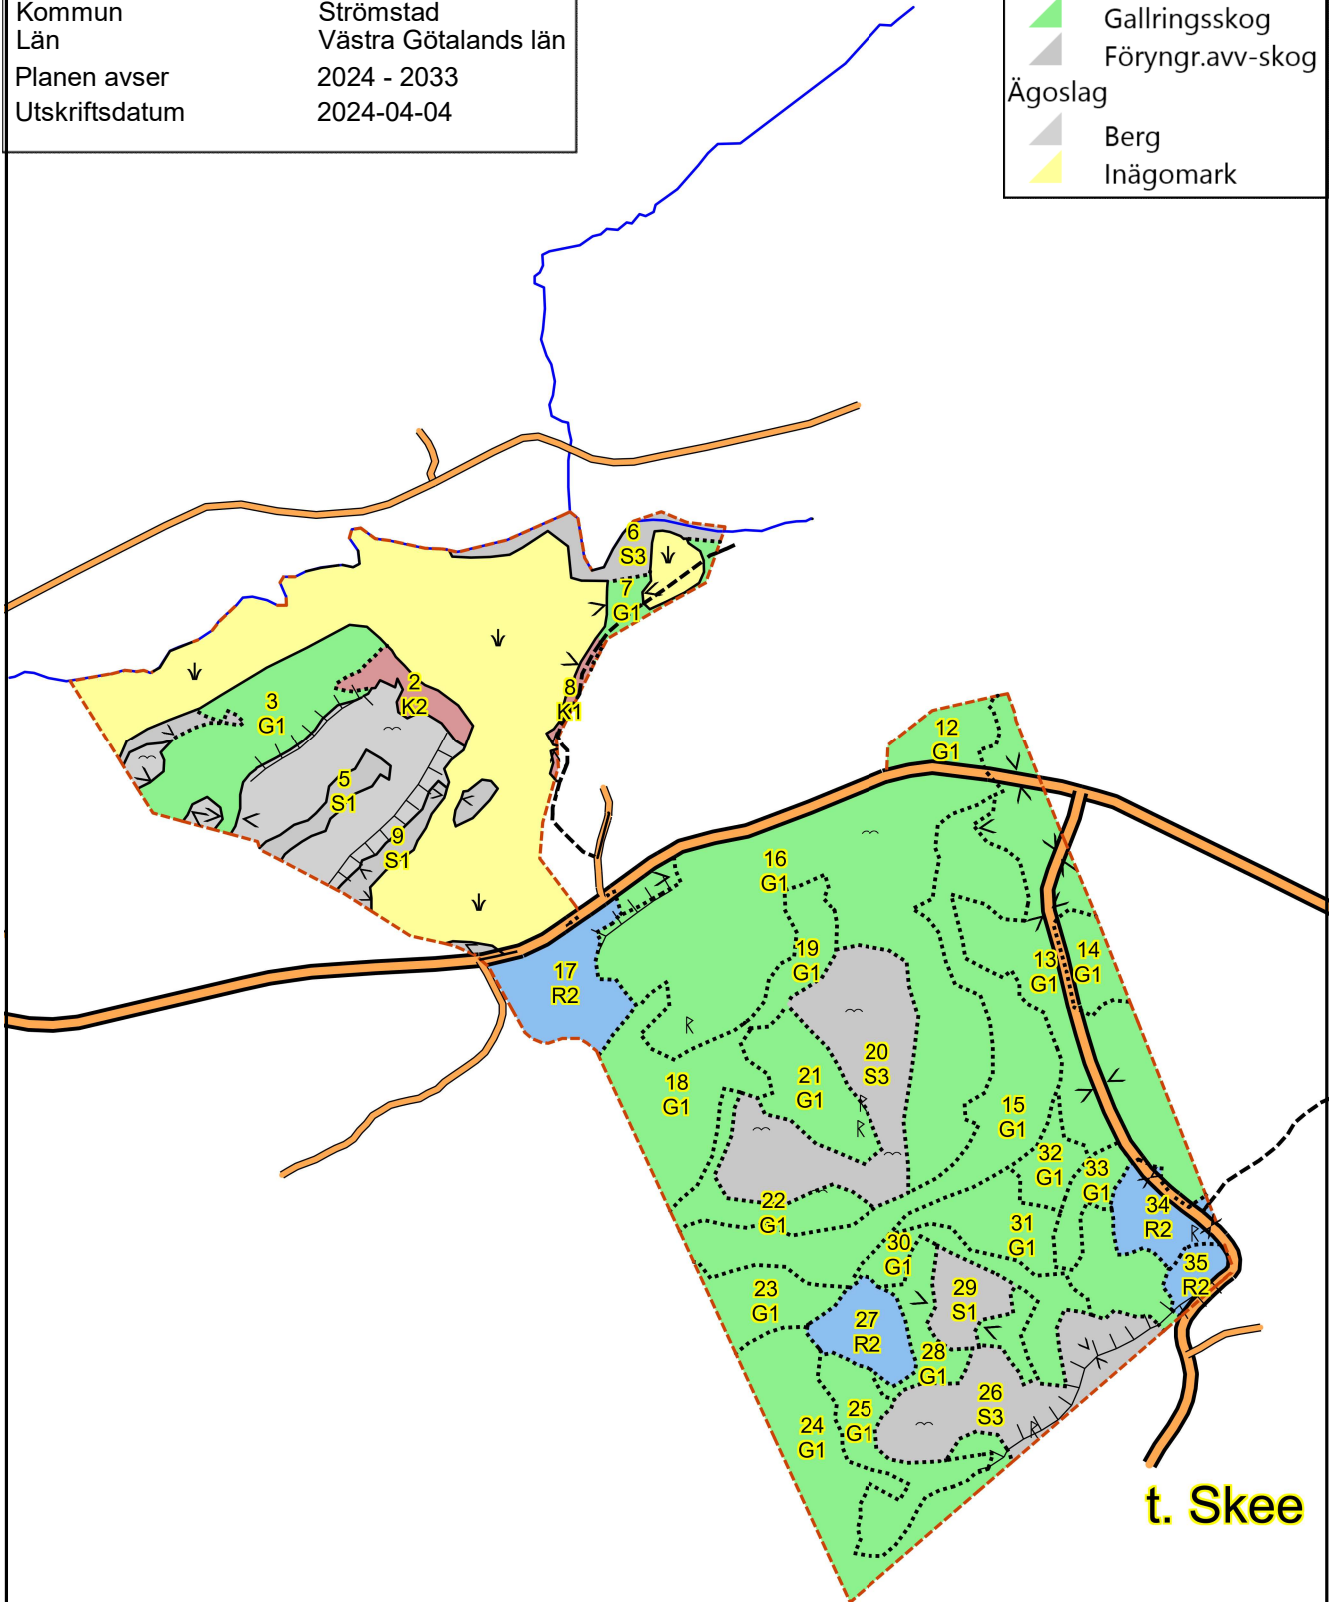 Kommun Strömstad
Län Västra Götalands län
Planen avser 2024 - 2033
Utskriftsdatum 2024-04-04
Gallringsskog
Föryngr.avv-skog
Ägoslag
Berg
Inägomark
6
S3
7
G1
2
K2
3
G1
8
K1
5
S1
9
S1
12
G1
16
G1
19
G1
13
G1
14
G1
17
R2
20
S3
18
G1
21
G1
15
G1
32
G1
33
G1
22
G1
34
R2
31
G1
30
G1
35
R2
23
G1
29
S1
27
R2
28
G1
26
S3
25
G1
24
G1
t. Skee